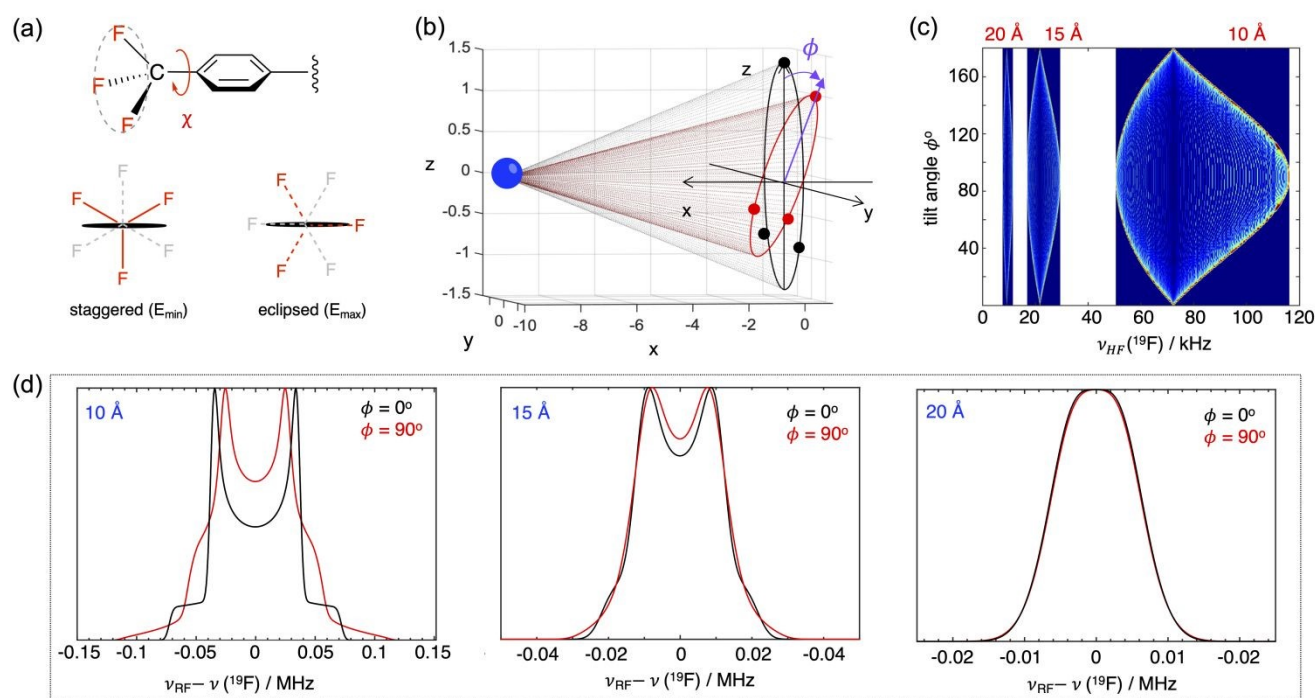 (a)
F
F
F
C
χ
F
F
F
F
F
F
staggered (Emin)
F
F
F
F
F
F
eclipsed (Emax)
(b)
1.5
1
0.5
0
-0.5
-1
-1.5
z
z
ϕ
x
y
0
0
-10
-8
-6
-4
-2
0
y
x
(c)
20 Å 15 Å 10 Å
160
120
80
40
tilt angle ϕ°
0 20 40 60 80 100 120
νHF(¹⁹F) / kHz
(d)
10 Å
ϕ = 0°
ϕ = 90°
-0.15 -0.1 -0.05 0 0.05 0.1 0.15
νRF– ν (¹⁹F) / MHz
15 Å
ϕ = 0°
ϕ = 90°
-0.04 -0.02 0 -0.02 -0.04
νRF– ν (¹⁹F) / MHz
20 Å
ϕ = 0°
ϕ = 90°
-0.02 -0.01 0 0.01 0.02
νRF– ν (¹⁹F) / MHz